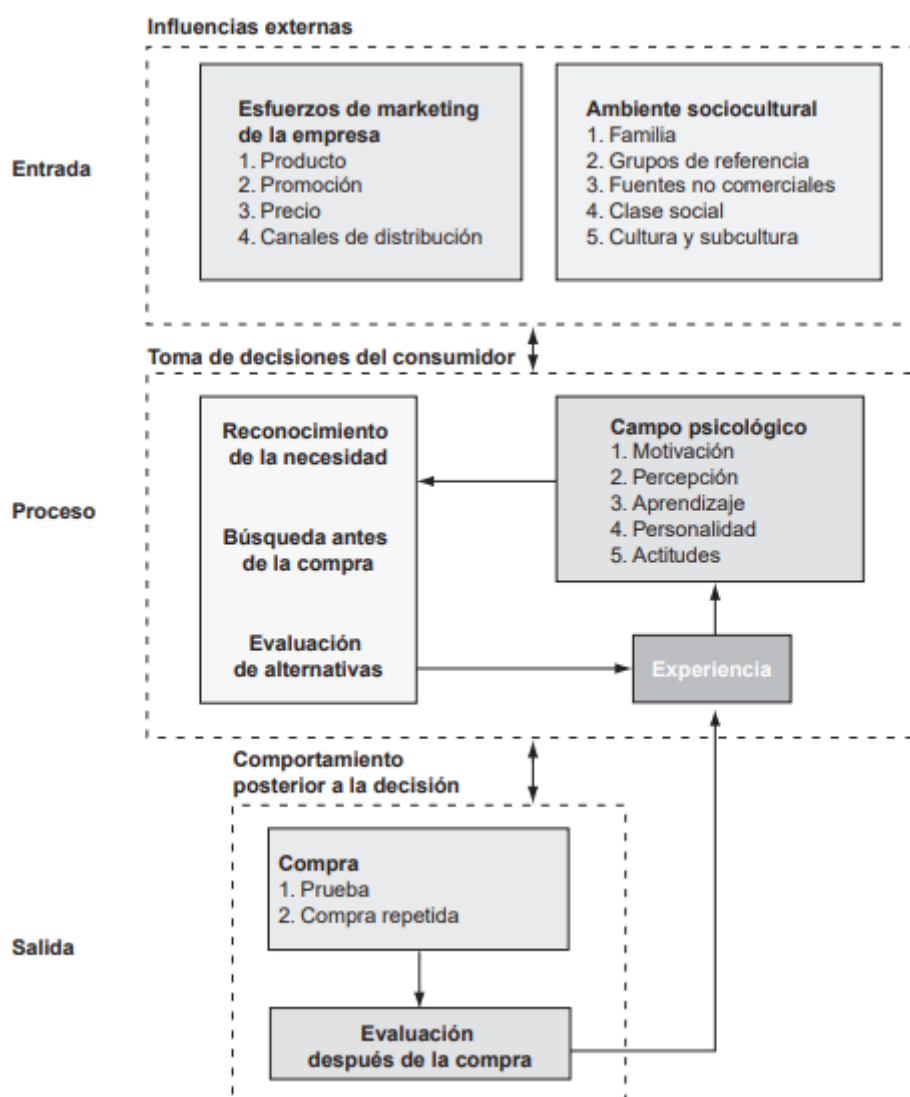 Influencias externas
Esfuerzos de marketing
de la empresa
1. Producto
2. Promoción
3. Precio
4. Canales de distribución
Ambiente sociocultural
1. Familia
2. Grupos de referencia
3. Fuentes no comerciales
4. Clase social
5. Cultura y subcultura
Entrada
Toma de decisiones del consumidor
Reconocimiento
de la necesidad
Búsqueda antes
de la compra
Evaluación
de alternativas
Campo psicológico
1. Motivación
2. Percepción
3. Aprendizaje
4. Personalidad
5. Actitudes
Experiencia
Proceso
Comportamiento
posterior a la decisión
Compra
1. Prueba
2. Compra repetida
Salida
Evaluación
después de la compra